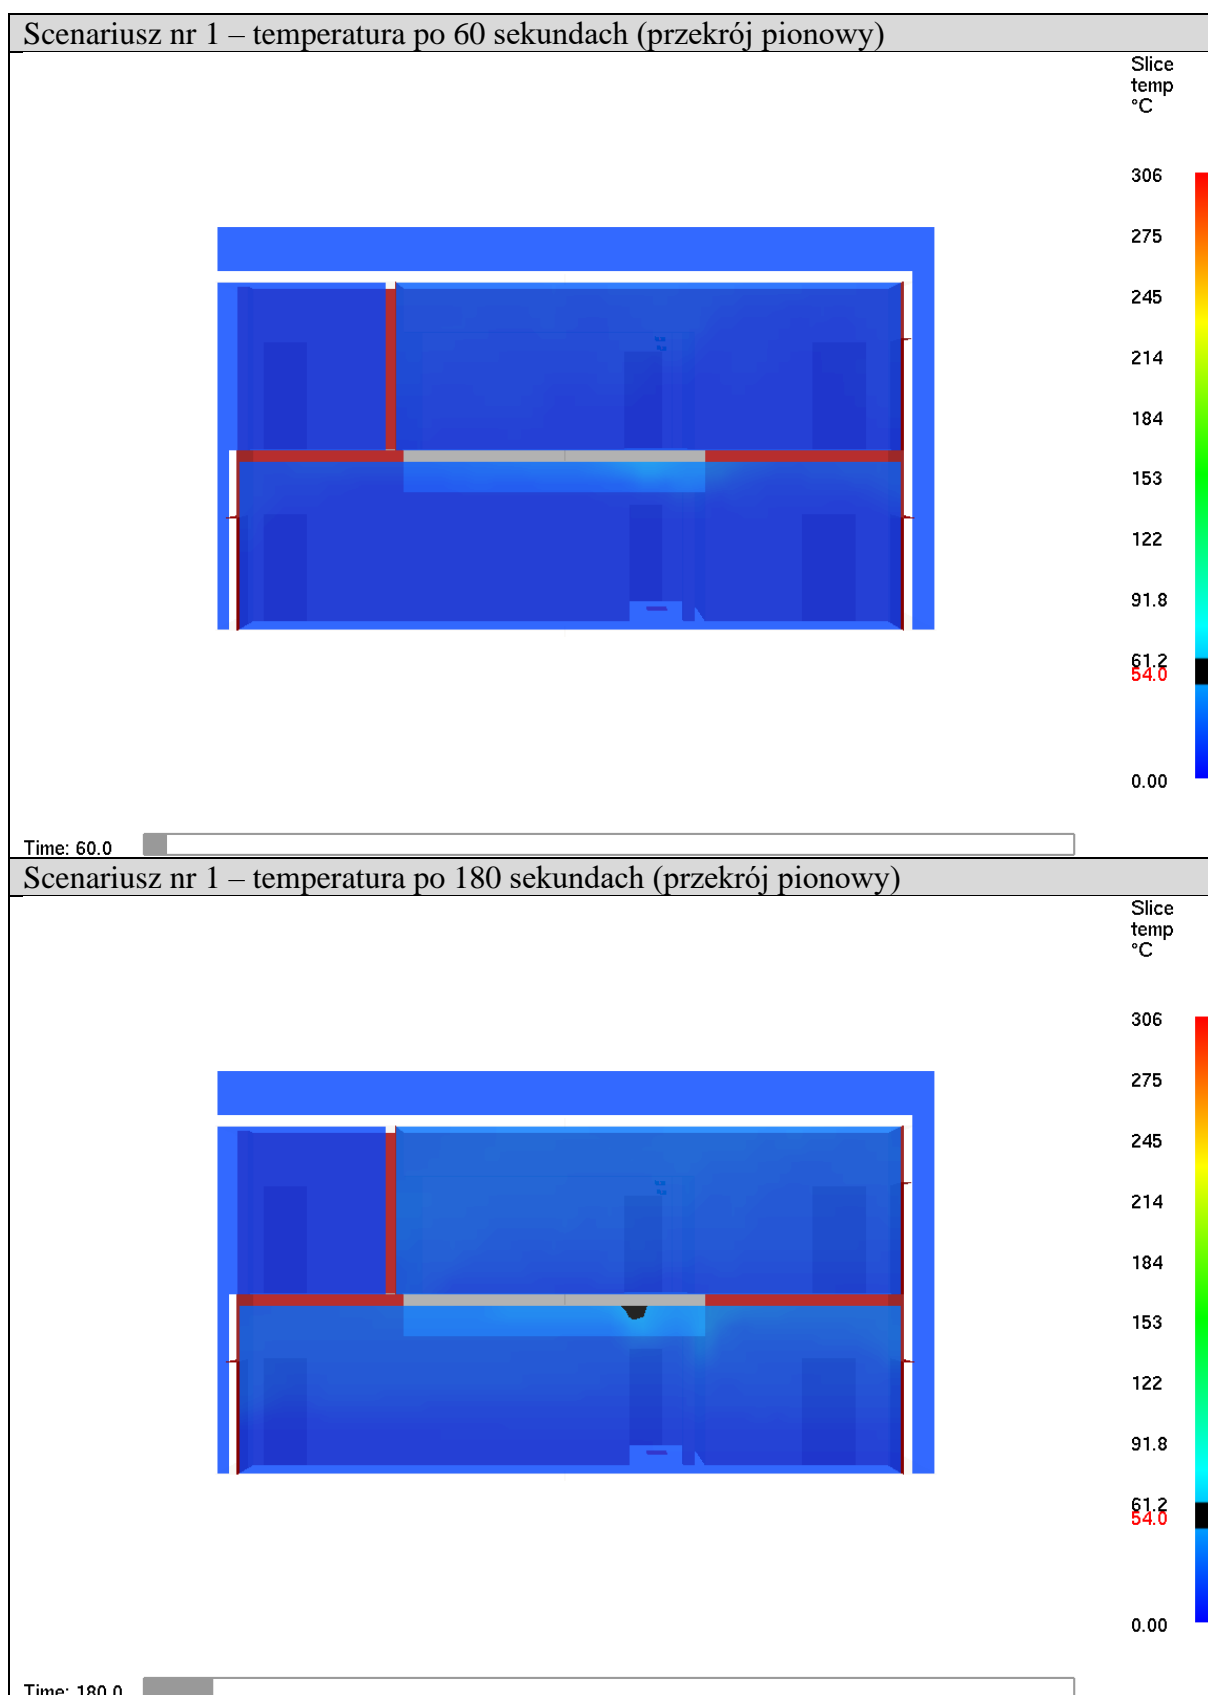 Scenariusz nr 1 – temperatura po 60 sekundach (przekrój pionowy)
Slice
temp
°C
306
275
245
214
184
153
122
91.8
61.2
54.0
0.00
Time: 60.0
Scenariusz nr 1 – temperatura po 180 sekundach (przekrój pionowy)
Slice
temp
°C
306
275
245
214
184
153
122
91.8
61.2
54.0
0.00
Time: 180.0